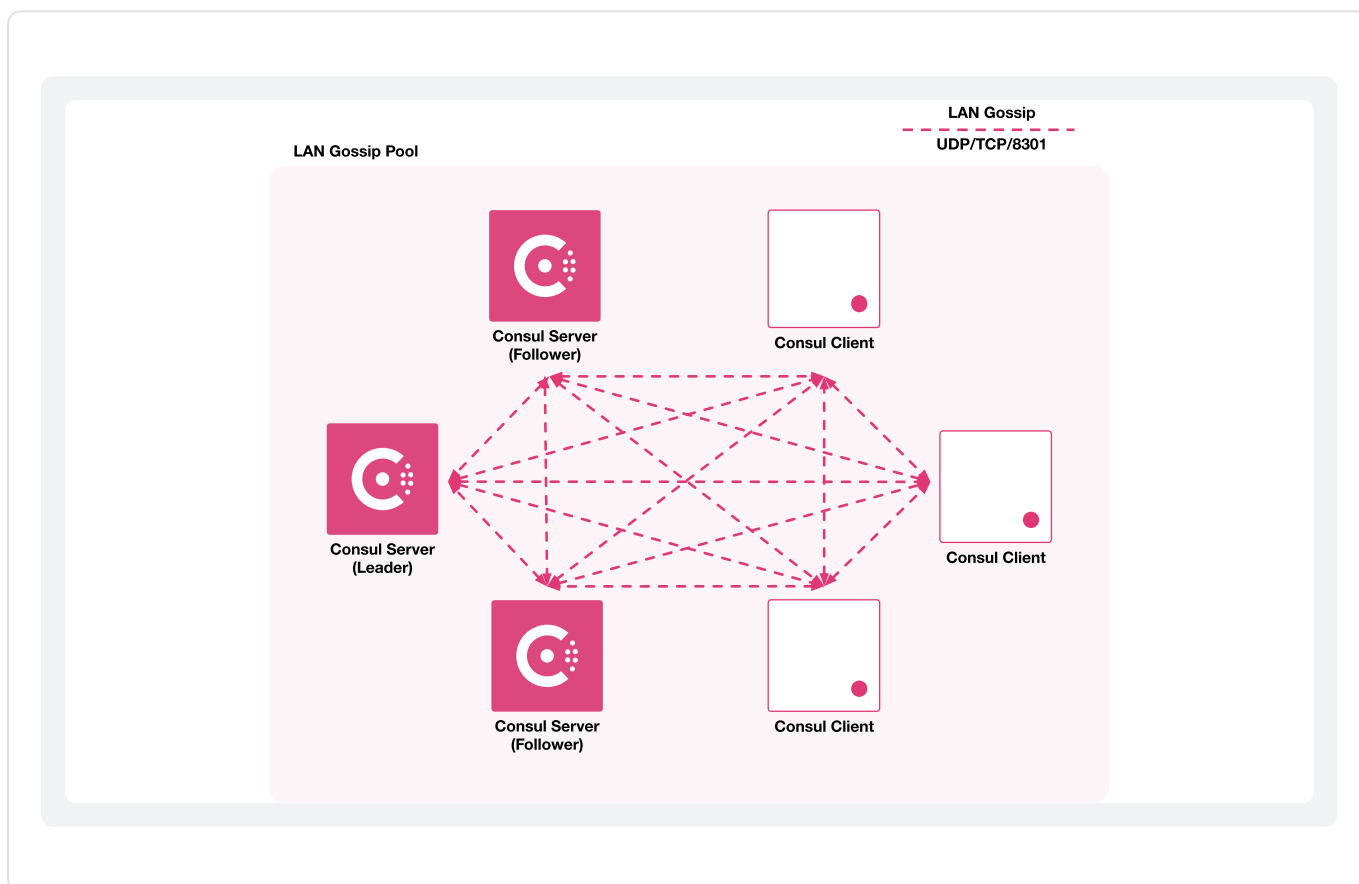 LAN Gossip
UDP/TCP/8301
LAN Gossip Pool
Consul Server
(Follower)
Consul Client
Consul Server
(Leader)
Consul Client
Consul Server
(Follower)
Consul Client